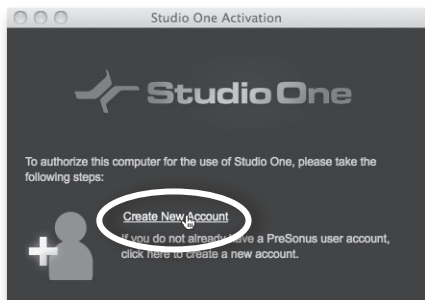 Studio One Activation
Studio One
To authorize this computer for the use of Studio One, please take the
following steps:
Create New Account
If you do not already have a PreSonus user account,
click here to create a new account.